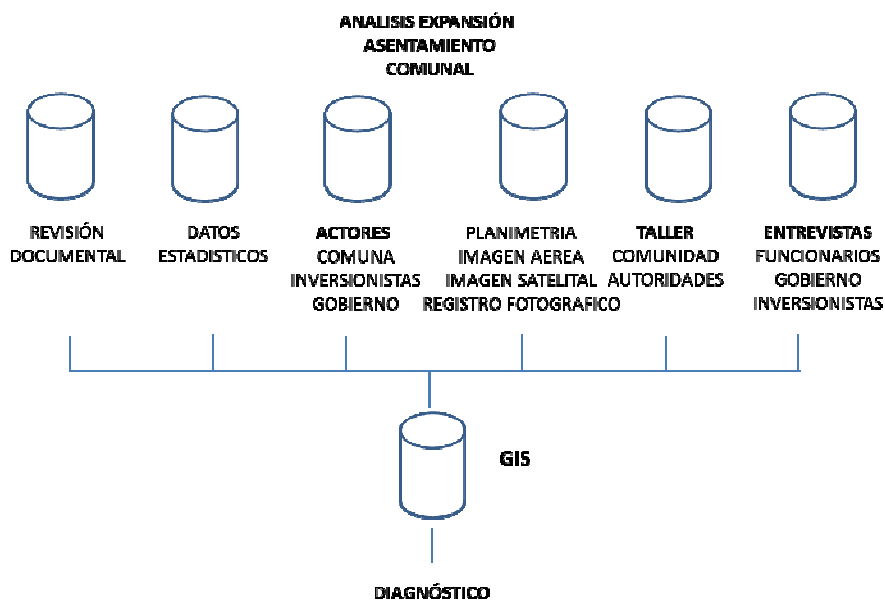 ANALISIS EXPANSIÓN
ASENTAMIENTO
COMUNAL
REVISIÓN
DOCUMENTAL
DATOS
ESTADISTICOS
ACTORES
COMUNA
INVERSIONISTAS
GOBIERNO
PLANIMETRIA
IMAGEN AEREA
IMAGEN SATELITAL
REGISTRO FOTOGRAFICO
TALLER
COMUNIDAD
AUTORIDADES
ENTREVISTAS
FUNCIONARIOS
GOBIERNO
INVERSIONISTAS
GIS
DIAGNÓSTICO